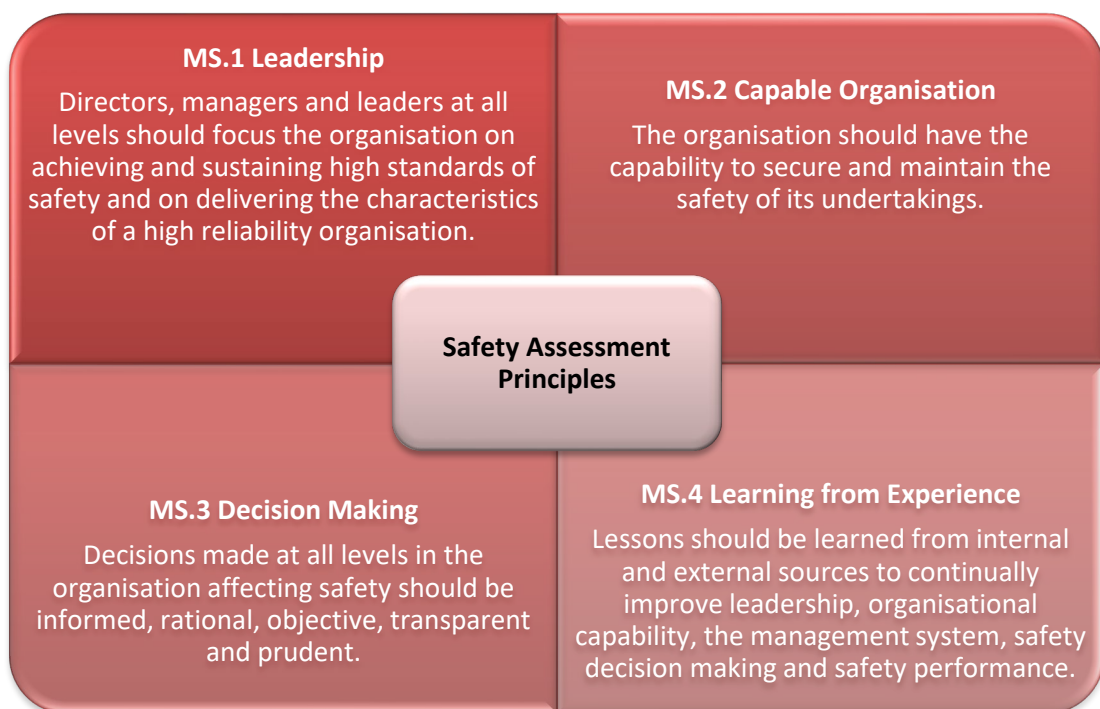 MS.1 Leadership
Directors, managers and leaders at all
levels should focus the organisation on
achieving and sustaining high standards of
safety and on delivering the characteristics
of a high reliability organisation.
MS.2 Capable Organisation
The organisation should have the
capability to secure and maintain the
safety of its undertakings.
Safety Assessment
Principles
MS.3 Decision Making
Decisions made at all levels in the
organisation affecting safety should be
informed, rational, objective, transparent
and prudent.
MS.4 Learning from Experience
Lessons should be learned from internal
and external sources to continually
improve leadership, organisational
capability, the management system, safety
decision making and safety performance.